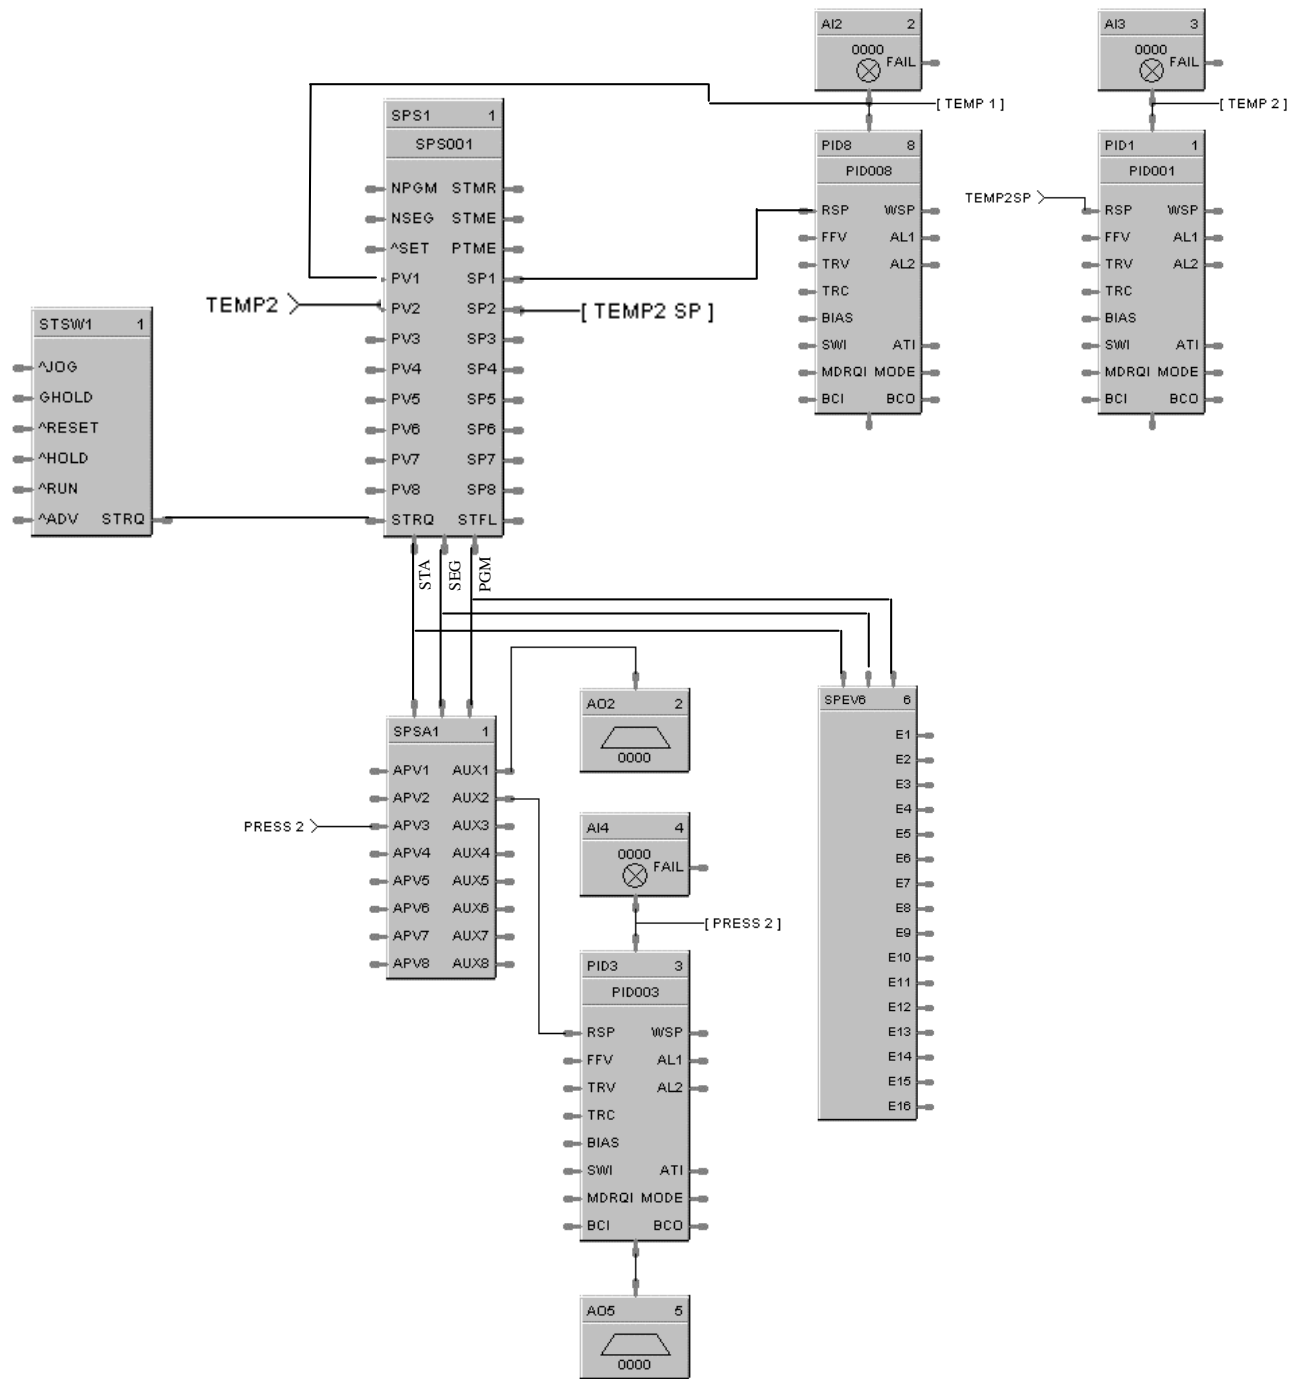 AI2 2
0000
FAIL
[ TEMP 1 ]
AI3 3
0000
FAIL
[ TEMP 2 ]
SPS1 1
SPS001
NPGM STMR
NSEG STME
^SET PTME
PV1 SP1
PV2 SP2
PV3 SP3
PV4 SP4
PV5 SP5
PV6 SP6
PV7 SP7
PV8 SP8
STRQ STFL
TEMP2
[ TEMP2 SP ]
PID8 8
PID008
RSP WSP
FFV AL1
TRV AL2
TRC
BIAS
SWI ATI
MDRQI MODE
BCI BCO
TEMP2SP
PID1 1
PID001
RSP WSP
FFV AL1
TRV AL2
TRC
BIAS
SWI ATI
MDRQI MODE
BCI BCO
STSW1 1
^JOG
GHOLD
^RESET
^HOLD
^RUN
^ADV STRQ
STA
SEG
PGM
SPSA1 1
APV1 AUX1
APV2 AUX2
APV3 AUX3
APV4 AUX4
APV5 AUX5
APV6 AUX6
APV7 AUX7
APV8 AUX8
PRESS 2
AO2 2
0000
AI4 4
0000
FAIL
[ PRESS 2 ]
PID3 3
PID003
RSP WSP
FFV AL1
TRV AL2
TRC
BIAS
SWI ATI
MDRQI MODE
BCI BCO
AO5 5
0000
SPEV6 6
E1
E2
E3
E4
E5
E6
E7
E8
E9
E10
E11
E12
E13
E14
E15
E16